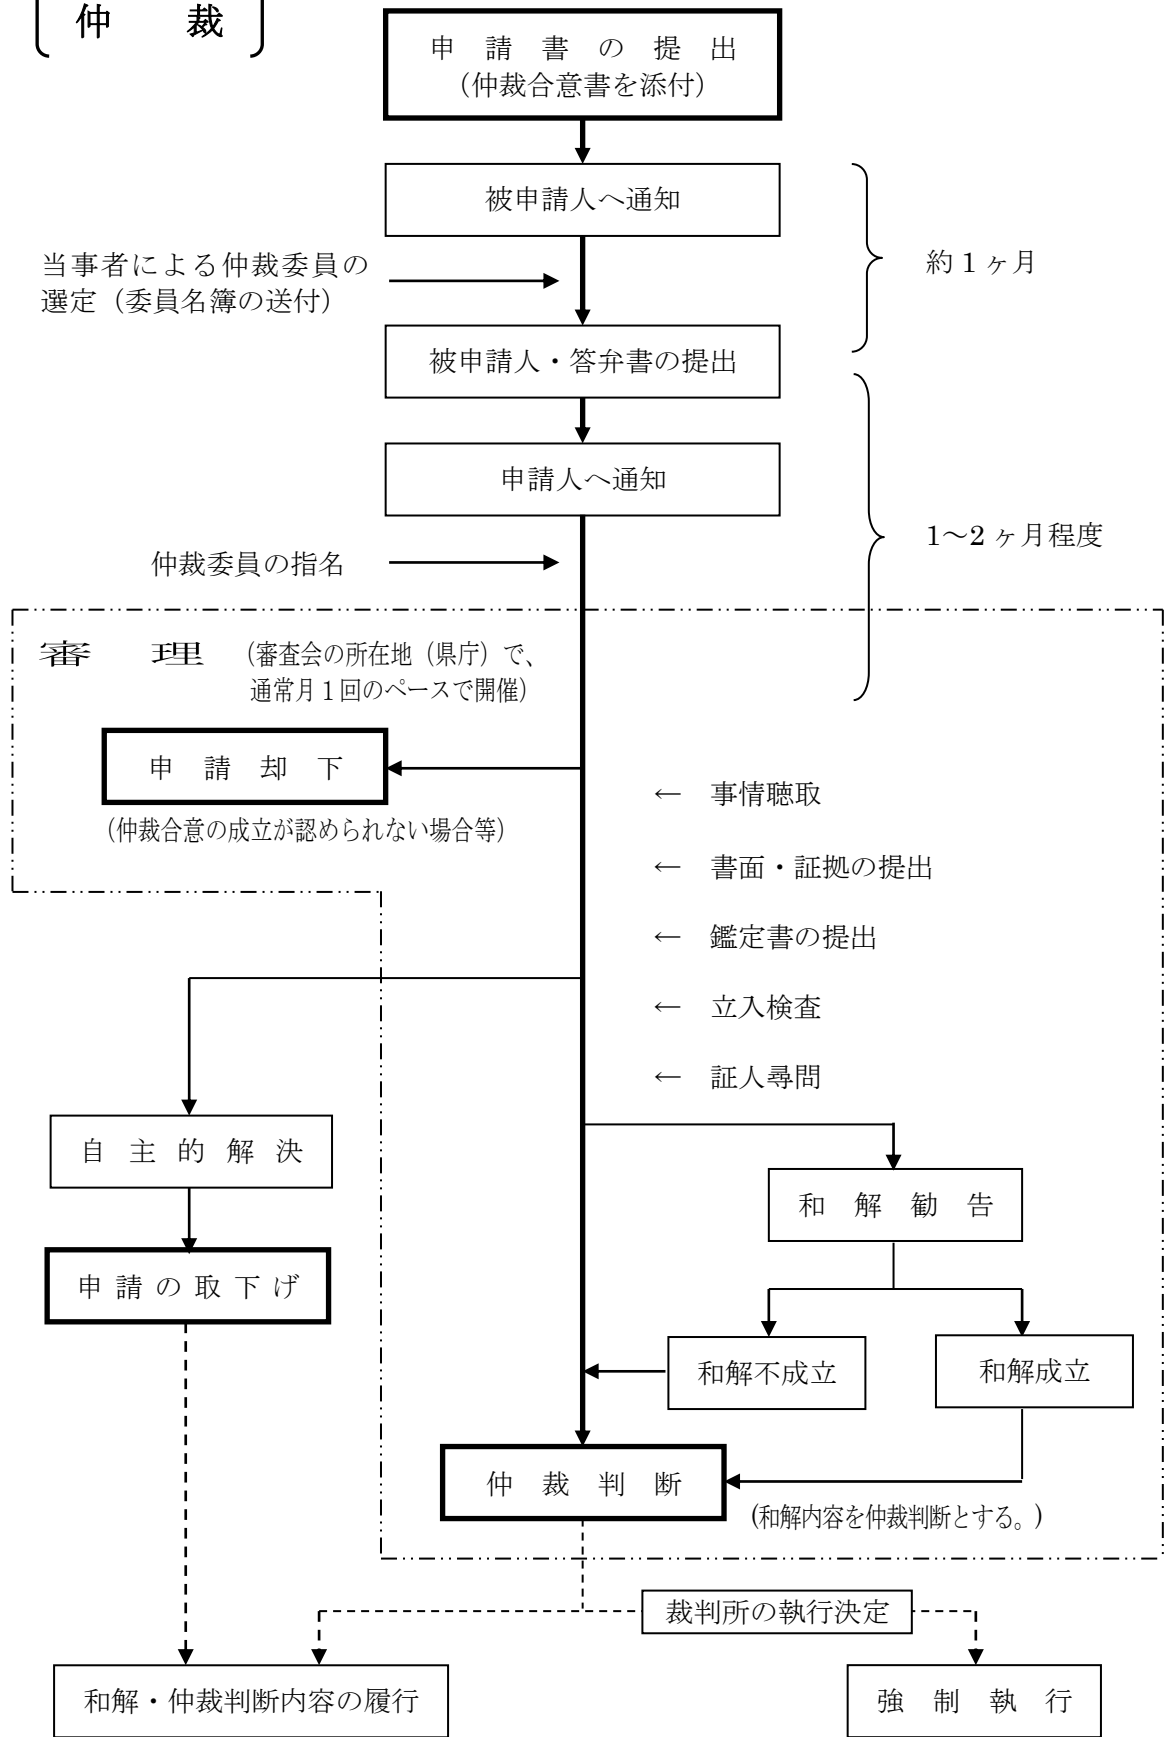 仲　裁
申請書の提出
（仲裁合意書を添付）
被申請人へ通知
当事者による仲裁委員の
選定（委員名簿の送付）
約１ヶ月
被申請人・答弁書の提出
申請人へ通知
1～2ヶ月程度
仲裁委員の指名
審　理　（審査会の所在地（県庁）で、
通常月１回のペースで開催）
申請却下
（仲裁合意の成立が認められない場合等）
←　事情聴取
←　書面・証拠の提出
←　鑑定書の提出
←　立入検査
←　証人尋問
自主的解決
和解勧告
申請の取下げ
和解不成立
和解成立
仲裁判断
(和解内容を仲裁判断とする。)
裁判所の執行決定
和解・仲裁判断内容の履行
強制執行